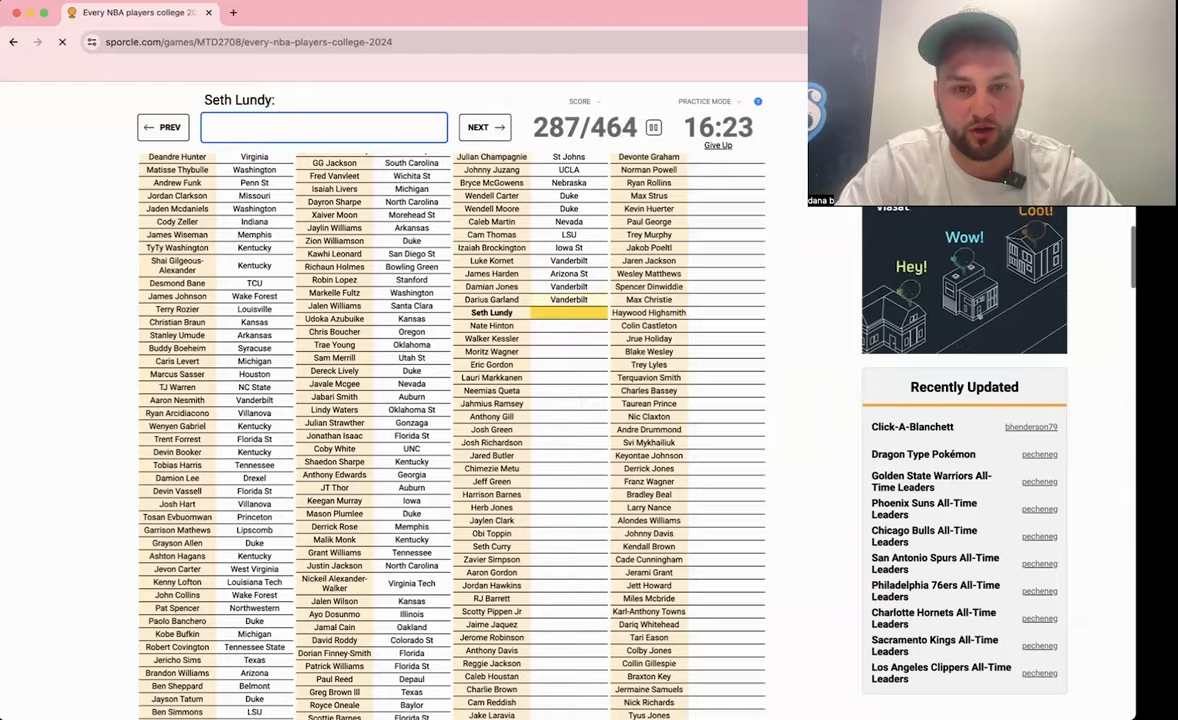 Every NBA players college 20
sporcle.com/games/MTD2708/every-nba-players-college-2024
Seth Lundy:
SCORE
PRACTICE MODE
← PREV
NEXT →
287/464
16:23
Give Up
Deandre Hunter Virginia
Matisse Thybulle Washington
Andrew Funk Penn St
Jordan Clarkson Missouri
Jaden Mcdaniels Washington
Cody Zeller Indiana
James Wiseman Memphis
TyTy Washington Kentucky
Shai Gilgeous-
Alexander Kentucky
Desmond Bane TCU
James Johnson Wake Forest
Terry Rozier Louisville
Christian Braun Kansas
Stanley Umude Arkansas
Buddy Boeheim Syracuse
Caris Levert Michigan
Marcus Sasser Houston
TJ Warren NC State
Aaron Nesmith Vanderbilt
Ryan Arcidiacono Villanova
Wenyen Gabriel Kentucky
Trent Forrest Florida St
Devin Booker Kentucky
Tobias Harris Tennessee
Damion Lee Drexel
Devin Vassell Florida St
Josh Hart Villanova
Tosan Evbuomwan Princeton
Garrison Mathews Lipscomb
Grayson Allen Duke
Ashton Hagans Kentucky
Jevon Carter West Virginia
Kenny Lofton Louisiana Tech
John Collins Wake Forest
Pat Spencer Northwestern
Paolo Banchero Duke
Kobe Bufkin Michigan
Robert Covington Tennessee State
Jericho Sims Texas
Brandon Williams Arizona
Ben Sheppard Belmont
Jayson Tatum Duke
Ben Simmons LSU
GG Jackson South Carolina
Fred Vanvleet Wichita St
Isaiah Livers Michigan
Dayron Sharpe North Carolina
Xaiver Moon Morehead St
Jaylin Williams Arkansas
Zion Williamson Duke
Kawhi Leonard San Diego St
Richaun Holmes Bowling Green
Robin Lopez Stanford
Markelle Fultz Washington
Jalen Williams Santa Clara
Udoka Azubuike Kansas
Chris Boucher Oregon
Trae Young Oklahoma
Sam Merrill Utah St
Dereck Lively Duke
Javale Mcgee Nevada
Jabari Smith Auburn
Lindy Waters Oklahoma St
Julian Strawther Gonzaga
Jonathan Isaac Florida St
Coby White UNC
Shaedon Sharpe Kentucky
Anthony Edwards Georgia
JT Thor Auburn
Keegan Murray Iowa
Mason Plumlee Duke
Derrick Rose Memphis
Malik Monk Kentucky
Grant Williams Tennessee
Justin Jackson North Carolina
Nickeil Alexander-
Walker Virginia Tech
Jalen Wilson Kansas
Ayo Dosunmo Illinois
Jamal Cain Oakland
David Roddy Colorado St
Dorian Finney-Smith Florida
Patrick Williams Florida St
Paul Reed Depaul
Greg Brown III Texas
Royce Oneale Baylor
Scottie Barnes Florida St
Julian Champagnie St Johns
Johnny Juzang UCLA
Bryce McGowens Nebraska
Wendell Carter Duke
Wendell Moore Duke
Caleb Martin Nevada
Cam Thomas LSU
Izaiah Brockington Iowa St
Luke Kornet Vanderbilt
James Harden Arizona St
Damian Jones Vanderbilt
Darius Garland Vanderbilt
Seth Lundy
Nate Hinton
Walker Kessler
Moritz Wagner
Eric Gordon
Lauri Markkanen
Neemias Queta
Jahmius Ramsey
Anthony Gill
Josh Green
Josh Richardson
Jared Butler
Chimezie Metu
Jeff Green
Harrison Barnes
Herb Jones
Jaylen Clark
Obi Toppin
Seth Curry
Zavier Simpson
Aaron Gordon
Jordan Hawkins
RJ Barrett
Scotty Pippen Jr
Jaime Jaquez
Jerome Robinson
Anthony Davis
Reggie Jackson
Caleb Houstan
Charlie Brown
Cam Reddish
Jake Laravia
Devonte Graham
Norman Powell
Ryan Rollins
Max Strus
Kevin Huerter
Paul George
Trey Murphy
Jakob Poeltl
Jaren Jackson
Wesley Matthews
Spencer Dinwiddie
Max Christie
Haywood Highsmith
Colin Castleton
Jrue Holiday
Blake Wesley
Trey Lyles
Terquavion Smith
Charles Bassey
Taurean Prince
Nic Claxton
Andre Drummond
Svi Mykhailiuk
Keyontae Johnson
Derrick Jones
Franz Wagner
Bradley Beal
Larry Nance
Alondes Williams
Johnny Davis
Kendall Brown
Cade Cunningham
Jerami Grant
Jett Howard
Miles Mcbride
Karl-Anthony Towns
Dariq Whitehead
Tari Eason
Colby Jones
Collin Gillespie
Braxton Key
Jermaine Samuels
Nick Richards
Tyus Jones
dana b
Viasat
Cool!
Wow!
Hey!
Recently Updated
Click-A-Blanchett bhenderson79
Dragon Type Pokémon pecheneg
Golden State Warriors All-
Time Leaders pecheneg
Phoenix Suns All-Time
Leaders pecheneg
Chicago Bulls All-Time
Leaders pecheneg
San Antonio Spurs All-Time
Leaders pecheneg
Philadelphia 76ers All-Time
Leaders pecheneg
Charlotte Hornets All-Time
Leaders pecheneg
Sacramento Kings All-Time
Leaders pecheneg
Los Angeles Clippers All-Time
Leaders pecheneg